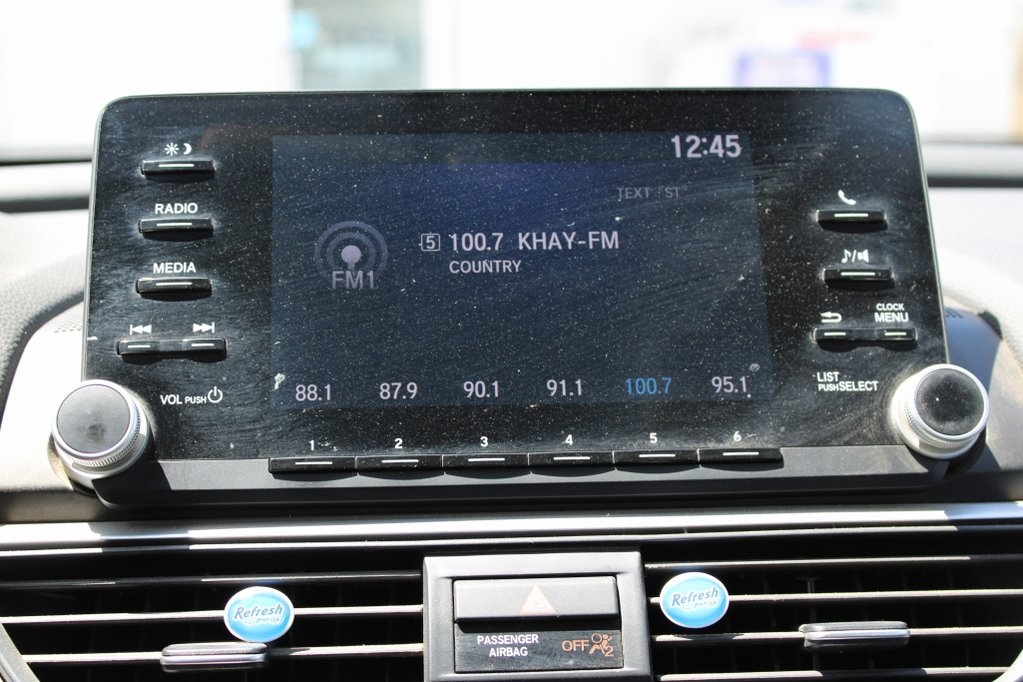 12:45
TEXT ST
RADIO
5 100.7 KHAY-FM
COUNTRY
MEDIA
FM1
CLOCK
MENU
LIST
PUSH SELECT
VOL PUSH
88.1 87.9 90.1 91.1 100.7 95.1
1 2 3 4 5 6
Refresh
Refresh
PASSENGER
AIRBAG
OFF 2